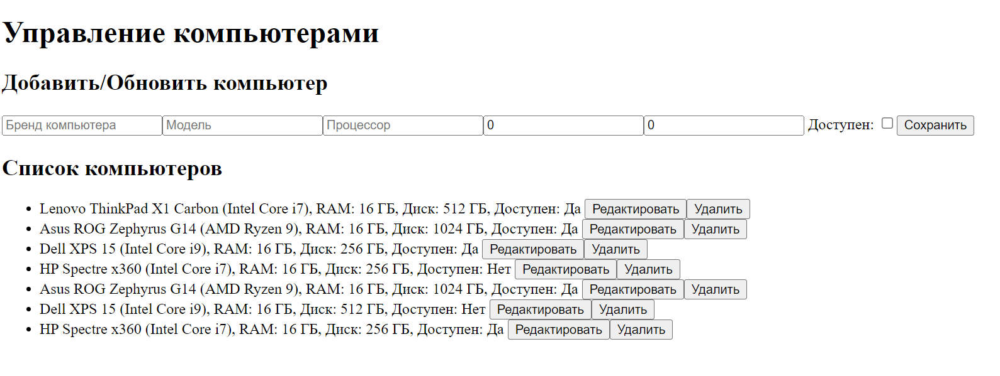 Управление компьютерами
Добавить/Обновить компьютер
Бренд компьютера Модель Процессор 0 0 Доступен: Сохранить
Список компьютеров
Lenovo ThinkPad X1 Carbon (Intel Core i7), RAM: 16 ГБ, Диск: 512 ГБ, Доступен: Да Редактировать Удалить
Asus ROG Zephyrus G14 (AMD Ryzen 9), RAM: 16 ГБ, Диск: 1024 ГБ, Доступен: Да Редактировать Удалить
Dell XPS 15 (Intel Core i9), RAM: 16 ГБ, Диск: 256 ГБ, Доступен: Да Редактировать Удалить
HP Spectre x360 (Intel Core i7), RAM: 16 ГБ, Диск: 256 ГБ, Доступен: Нет Редактировать Удалить
Asus ROG Zephyrus G14 (AMD Ryzen 9), RAM: 16 ГБ, Диск: 1024 ГБ, Доступен: Да Редактировать Удалить
Dell XPS 15 (Intel Core i9), RAM: 16 ГБ, Диск: 512 ГБ, Доступен: Нет Редактировать Удалить
HP Spectre x360 (Intel Core i7), RAM: 16 ГБ, Диск: 256 ГБ, Доступен: Да Редактировать Удалить